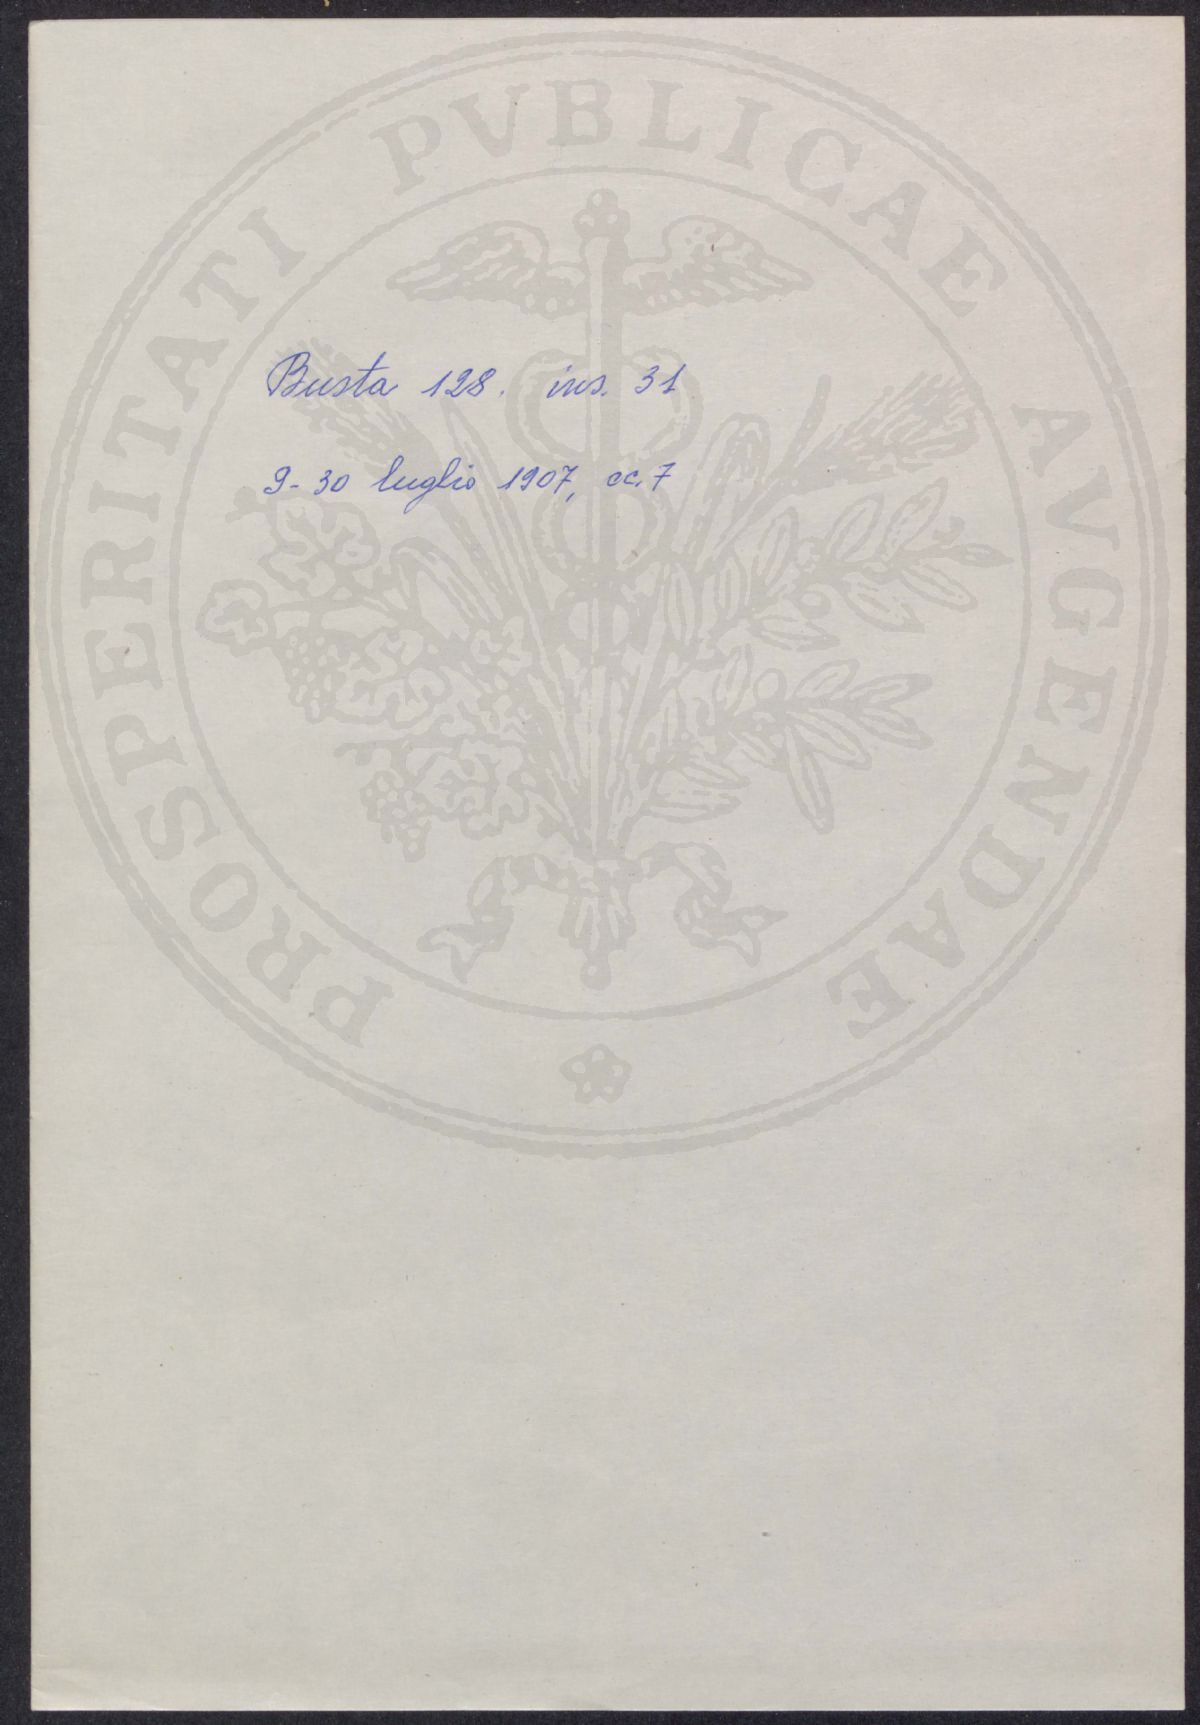 Busta 128. ins. 31
9-30 luglio 1907, cc. 7
PROSPERITATI PVBLICAE AVGENDAE